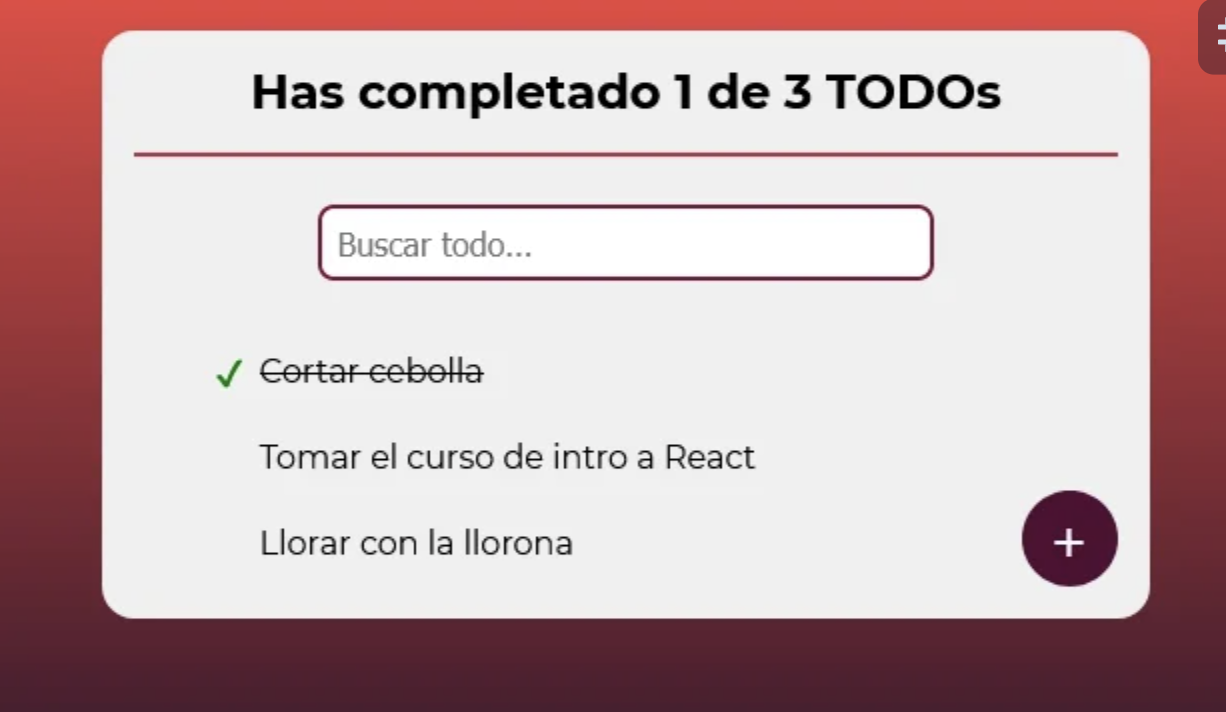 Has completado 1 de 3 TODOs
Buscar todo...
✓ Cortar cebolla
Tomar el curso de intro a React
Llorar con la llorona
+